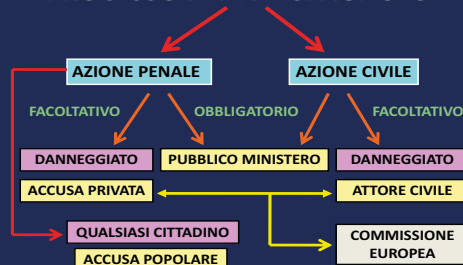 AZIONE PENALE
AZIONE CIVILE
FACOLTATIVO
OBBLIGATORIO
FACOLTATIVO
DANNEGGIATO
PUBBLICO MINISTERO
DANNEGGIATO
ACCUSA PRIVATA
ATTORE CIVILE
QUALSIASI CITTADINO
ACCUSA POPOLARE
COMMISSIONE
EUROPEA